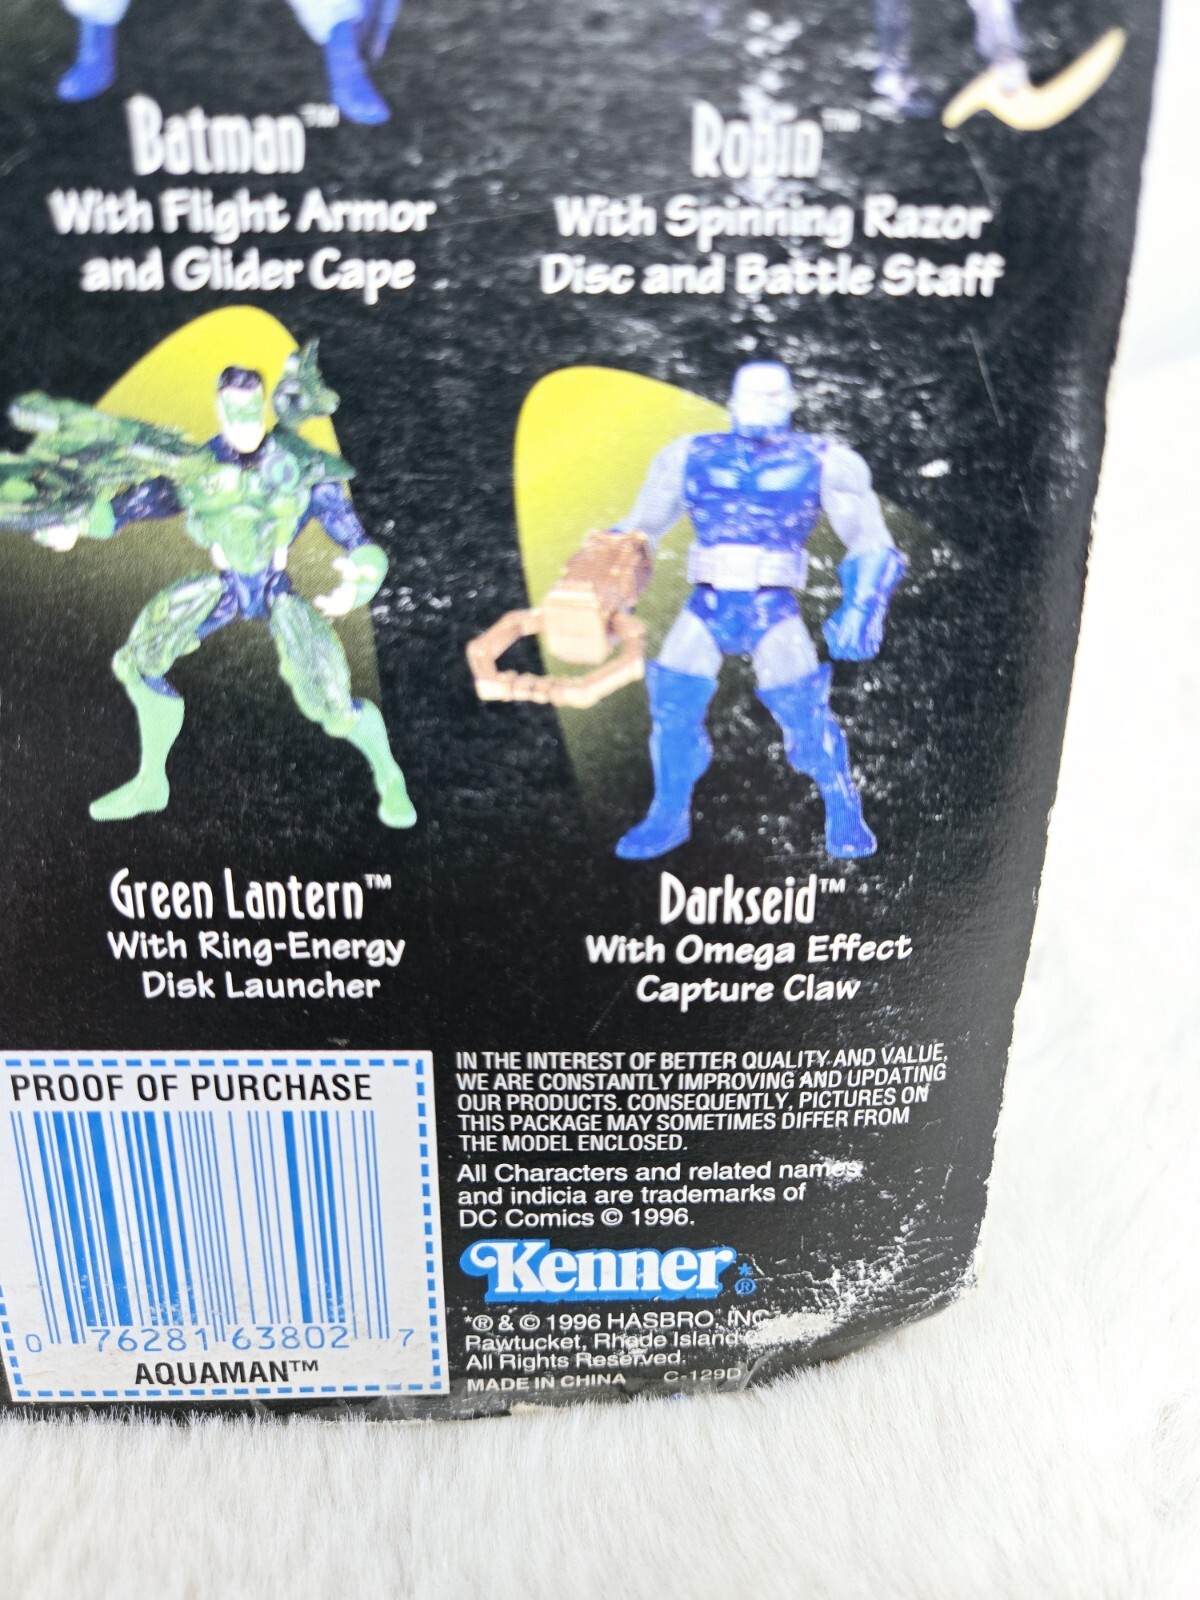 Batman™
With Flight Armor
and Glider Cape
Robin™
With Spinning Razor
Disc and Battle Staff
Green Lantern™
With Ring-Energy
Disk Launcher
Darkseid™
With Omega Effect
Capture Claw
PROOF OF PURCHASE
0 76281 63802 7
AQUAMAN™
IN THE INTEREST OF BETTER QUALITY AND VALUE,
WE ARE CONSTANTLY IMPROVING AND UPDATING
OUR PRODUCTS. CONSEQUENTLY, PICTURES ON
THIS PACKAGE MAY SOMETIMES DIFFER FROM
THE MODEL ENCLOSED.
All Characters and related names
and indicia are trademarks of
DC Comics © 1996.
Kenner*®
*® & © 1996 HASBRO, INC.
Pawtucket, Rhode Island
All Rights Reserved.
MADE IN CHINA C-129D